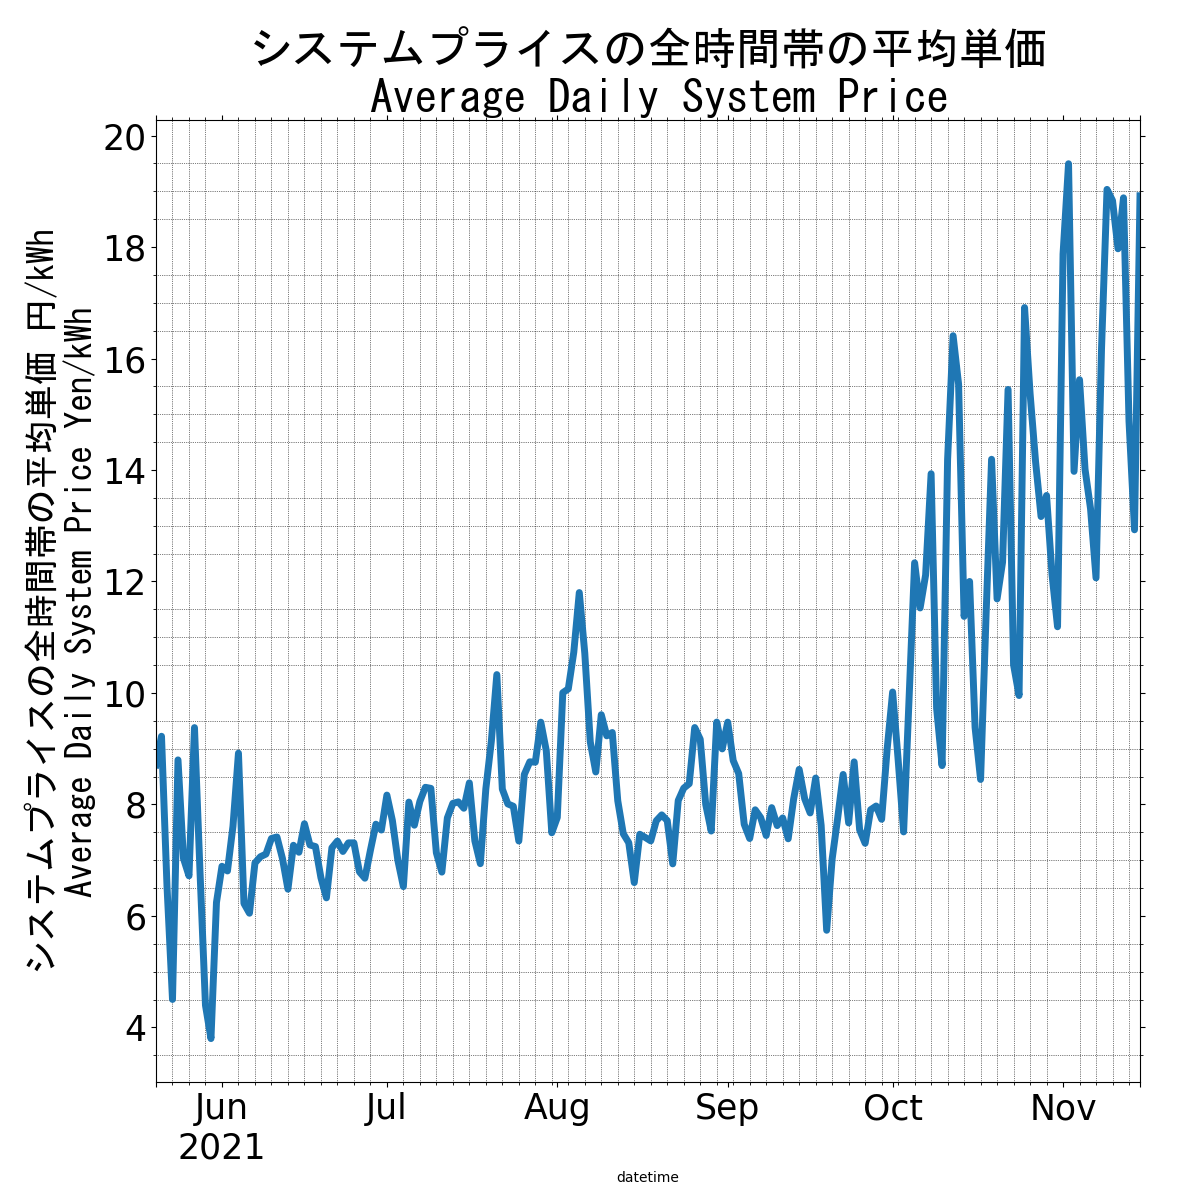 システムプライスの全時間帯の平均単価
Average Daily System Price
システムプライスの全時間帯の平均単価 円/kWh
Average Daily System Price Yen/kWh
20
18
16
14
12
10
8
6
4
Jun
2021
Jul
Aug
Sep
Oct
Nov
datetime